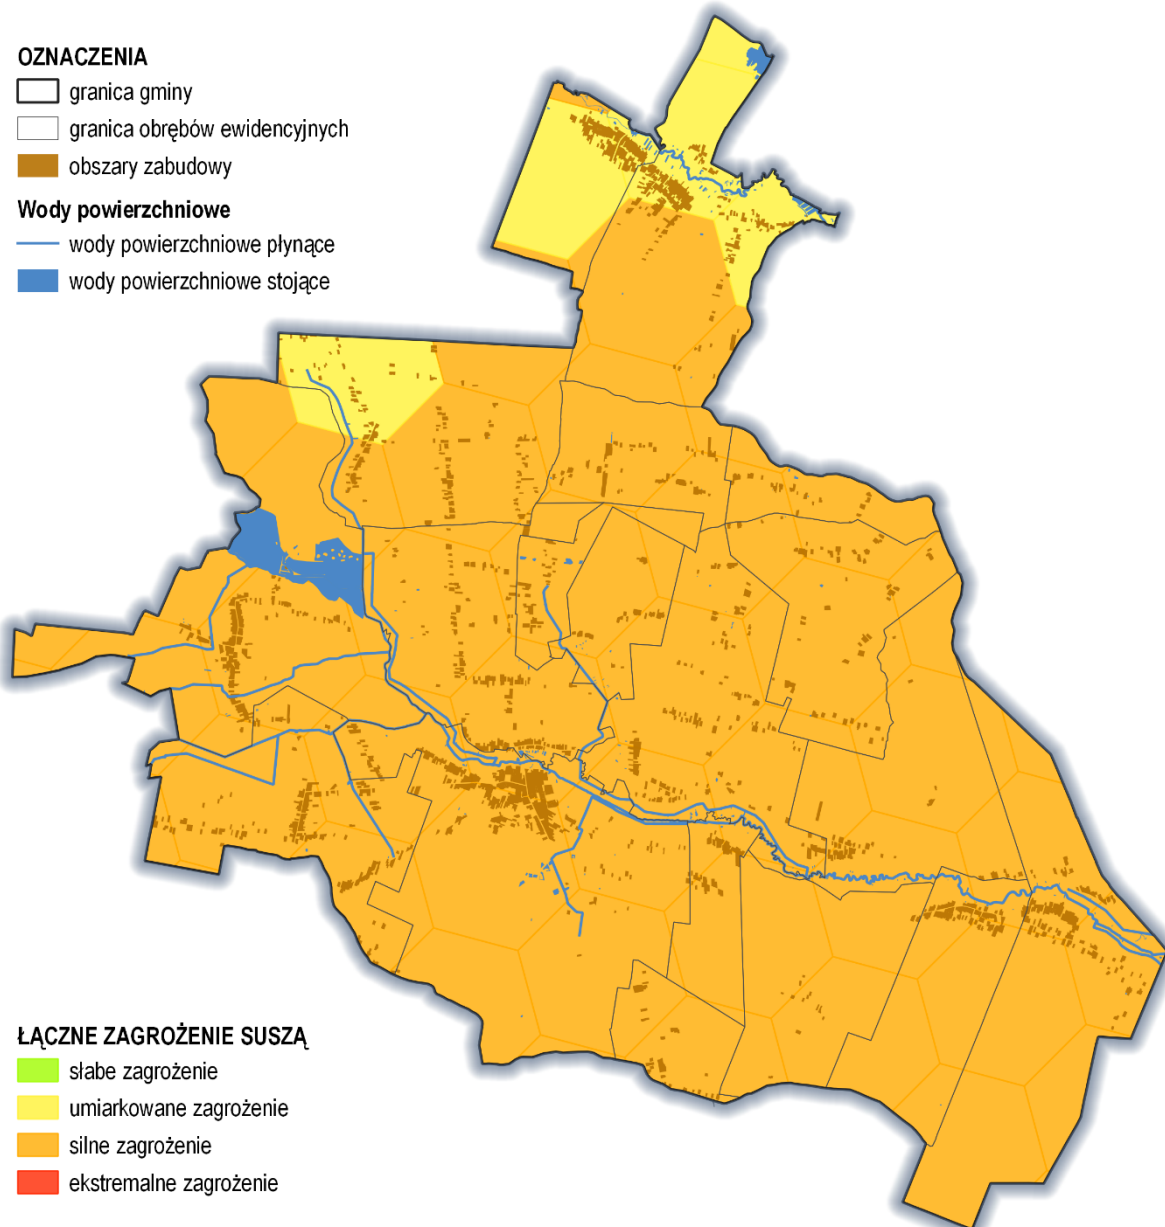 OZNACZENIA
granica gminy
granica obrębów ewidencyjnych
obszary zabudowy
Wody powierzchniowe
wody powierzchniowe płynące
wody powierzchniowe stojące
ŁĄCZNE ZAGROŻENIE SUSZĄ
słabe zagrożenie
umiarkowane zagrożenie
silne zagrożenie
ekstremalne zagrożenie